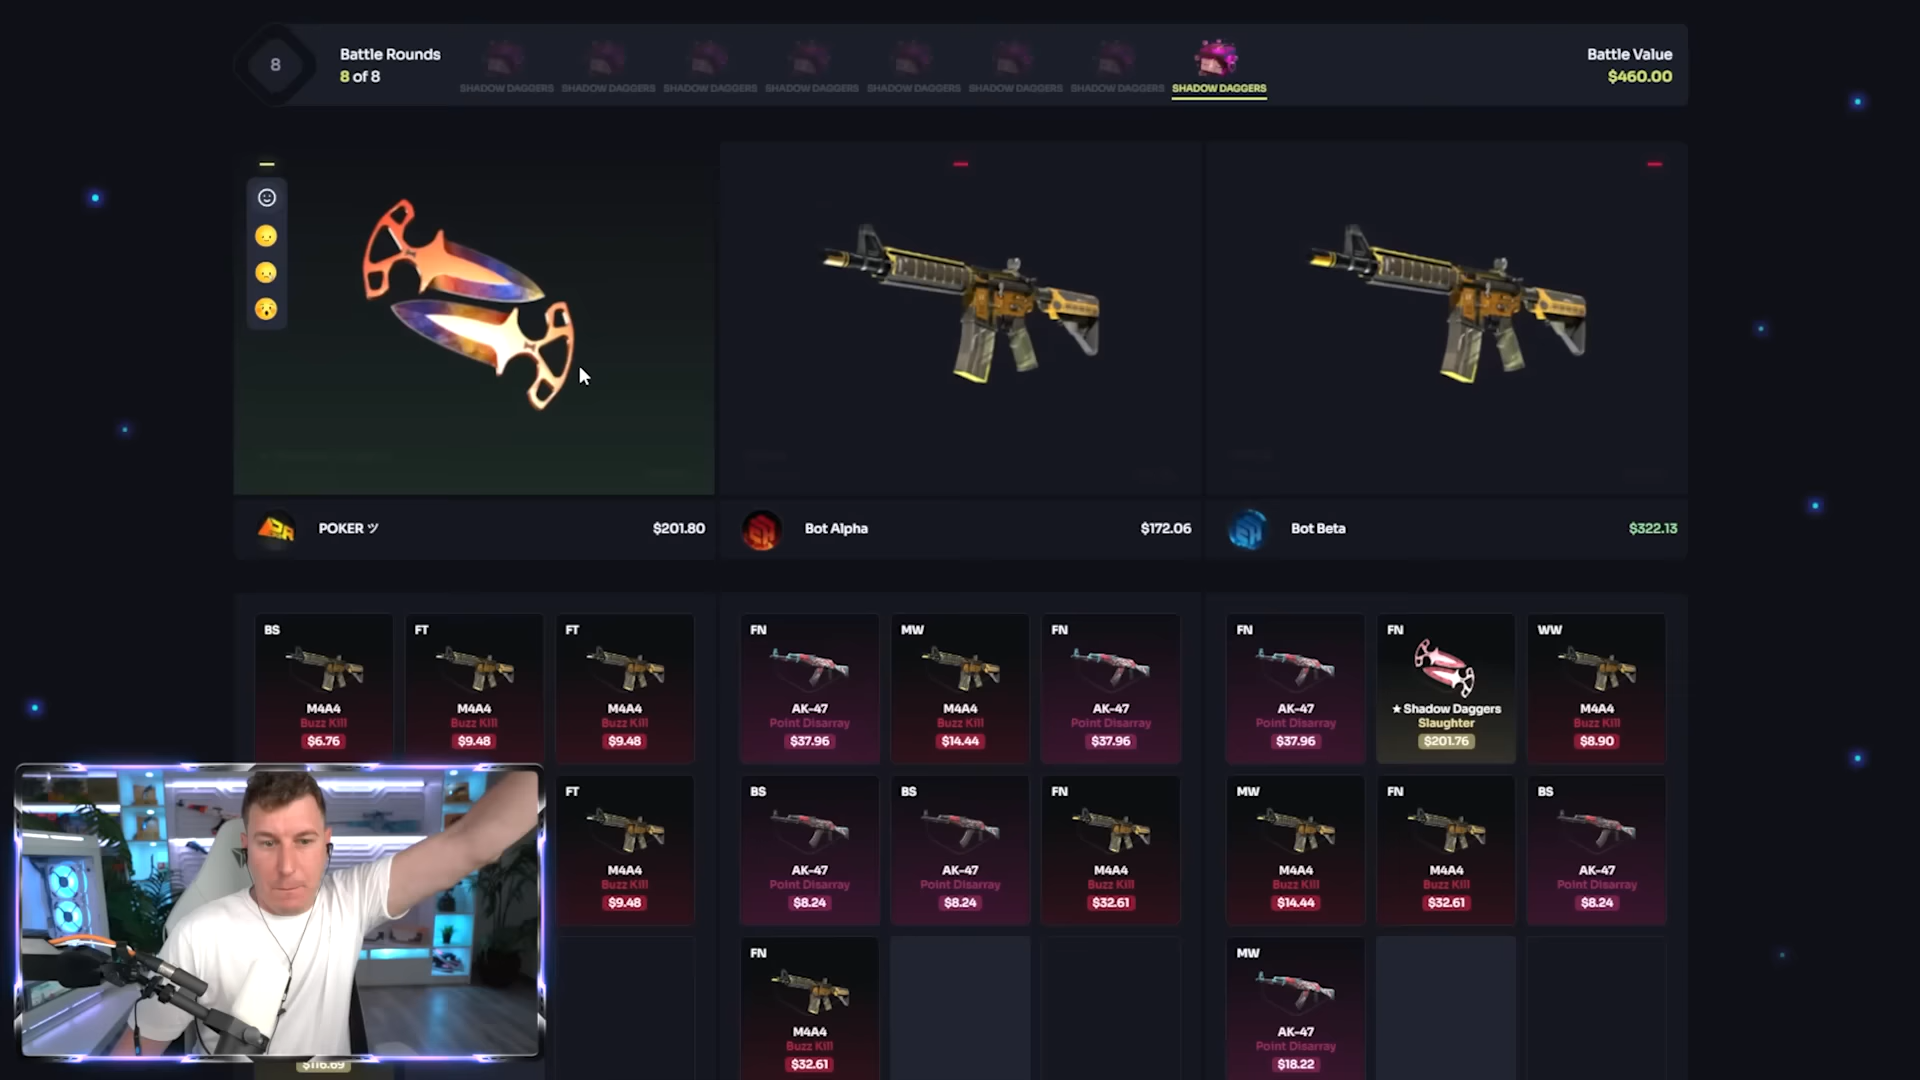 8
Battle Rounds
8 of 8
SHADOW DAGGERS
SHADOW DAGGERS
SHADOW DAGGERS
SHADOW DAGGERS
SHADOW DAGGERS
SHADOW DAGGERS
SHADOW DAGGERS
SHADOW DAGGERS
Battle Value
$460.00
POKER ツ
$201.80
Bot Alpha
$172.06
Bot Beta
$322.13
BS
M4A4
Buzz Kill
$6.76
FT
M4A4
Buzz Kill
$9.48
FT
M4A4
Buzz Kill
$9.48
FT
M4A4
Buzz Kill
$9.48
$116.69
FN
AK-47
Point Disarray
$37.96
MW
M4A4
Buzz Kill
$14.44
FN
AK-47
Point Disarray
$37.96
BS
AK-47
Point Disarray
$8.24
BS
AK-47
Point Disarray
$8.24
FN
M4A4
Buzz Kill
$32.61
FN
M4A4
Buzz Kill
$32.61
FN
AK-47
Point Disarray
$37.96
FN
★ Shadow Daggers
Slaughter
$201.76
WW
M4A4
Buzz Kill
$8.90
MW
M4A4
Buzz Kill
$14.44
FN
M4A4
Buzz Kill
$32.61
BS
AK-47
Point Disarray
$8.24
MW
AK-47
Point Disarray
$18.22